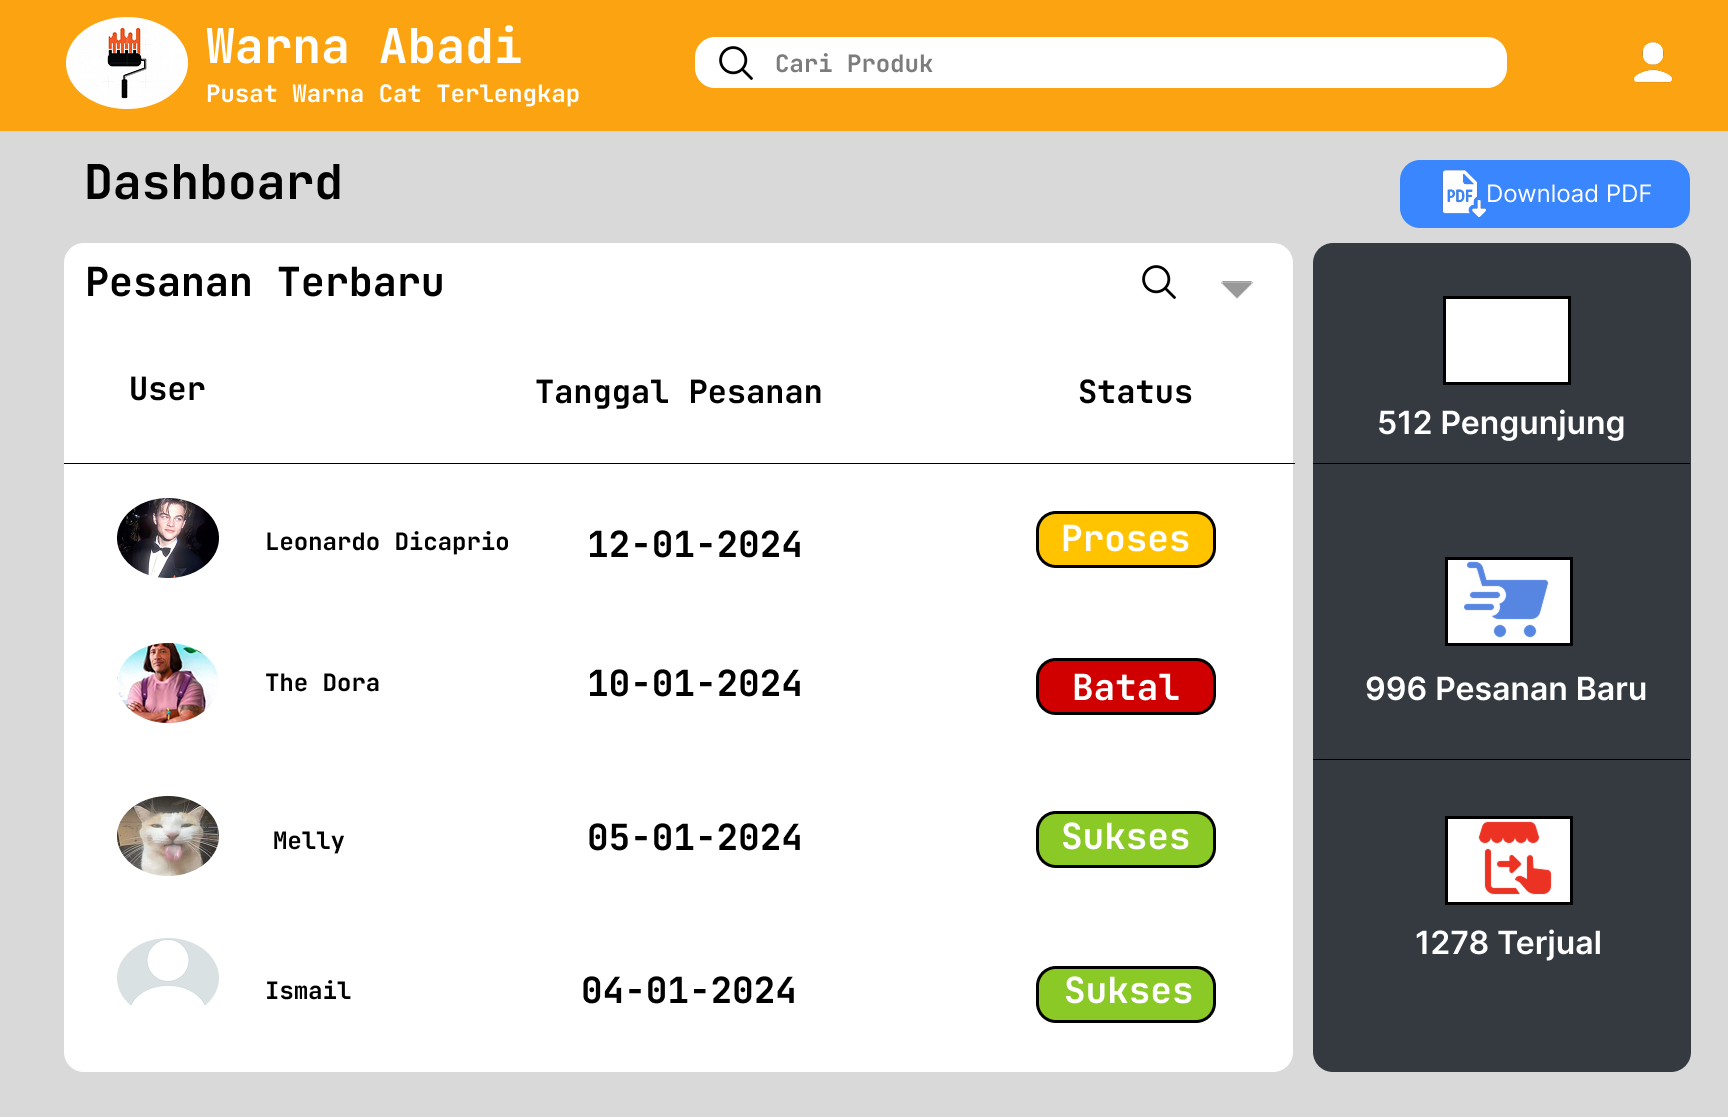 Warna Abadi
Pusat Warna Cat Terlengkap
Cari Produk
Dashboard
PDF
Download PDF
Pesanan Terbaru
User
Tanggal Pesanan
Status
Leonardo Dicaprio
12-01-2024
Proses
The Dora
10-01-2024
Batal
Melly
05-01-2024
Sukses
Ismail
04-01-2024
Sukses
512 Pengunjung
996 Pesanan Baru
1278 Terjual